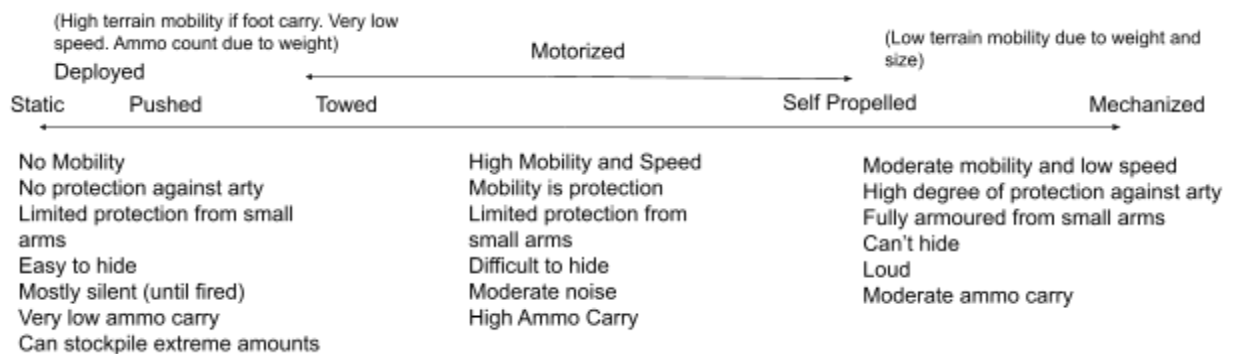 (High terrain mobility if foot carry. Very low
speed. Ammo count due to weight)
Deployed
Motorized
(Low terrain mobility due to weight and
size)
Static
Pushed
Towed
Self Propelled
Mechanized
No Mobility
No protection against arty
Limited protection from small
arms
Easy to hide
Mostly silent (until fired)
Very low ammo carry
Can stockpile extreme amounts
High Mobility and Speed
Mobility is protection
Limited protection from
small arms
Difficult to hide
Moderate noise
High Ammo Carry
Moderate mobility and low speed
High degree of protection against arty
Fully armoured from small arms
Can't hide
Loud
Moderate ammo carry